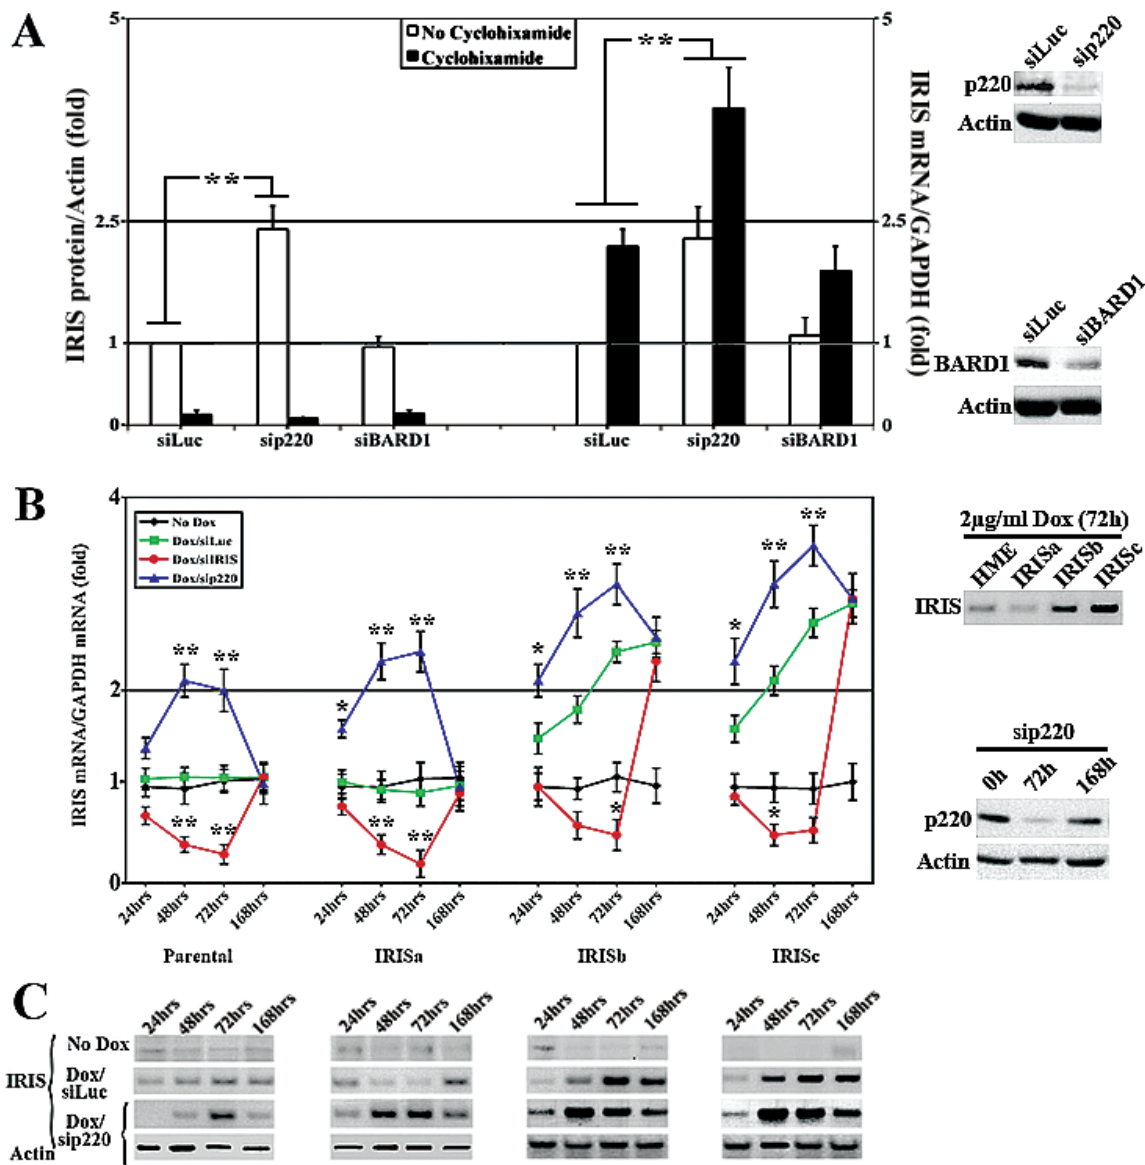 A
5
2.5
1
0
IRIS protein/Actin (fold)
No Cyclohixamide
Cyclohixamide
**
**
5
2.5
1
0
IRIS mRNA/GAPDH (fold)
siLuc
sip220
siBARD1
siLuc
sip220
siBARD1
siLuc
sip220
p220
Actin
siLuc
siBARD1
BARD1
Actin
B
4
2
1
0
IRIS mRNA/GAPDH mRNA (fold)
No Dox
Dox/siLuc
Dox/siIRIS
Dox/sip220
** ** ** **
* ** ** ** **
* ** ** *
* ** ** *
24hrs 48hrs 72hrs 168hrs
24hrs 48hrs 72hrs 168hrs
24hrs 48hrs 72hrs 168hrs
24hrs 48hrs 72hrs 168hrs
Parental
IRISa
IRISb
IRISc
2µg/ml Dox (72h)
HME IRISa IRISb IRISc
IRIS
sip220
0h 72h 168h
p220
Actin
C
24hrs 48hrs 72hrs 168hrs
24hrs 48hrs 72hrs 168hrs
24hrs 48hrs 72hrs 168hrs
24hrs 48hrs 72hrs 168hrs
No Dox
IRIS
Dox/
siLuc
Dox/
sip220
Actin